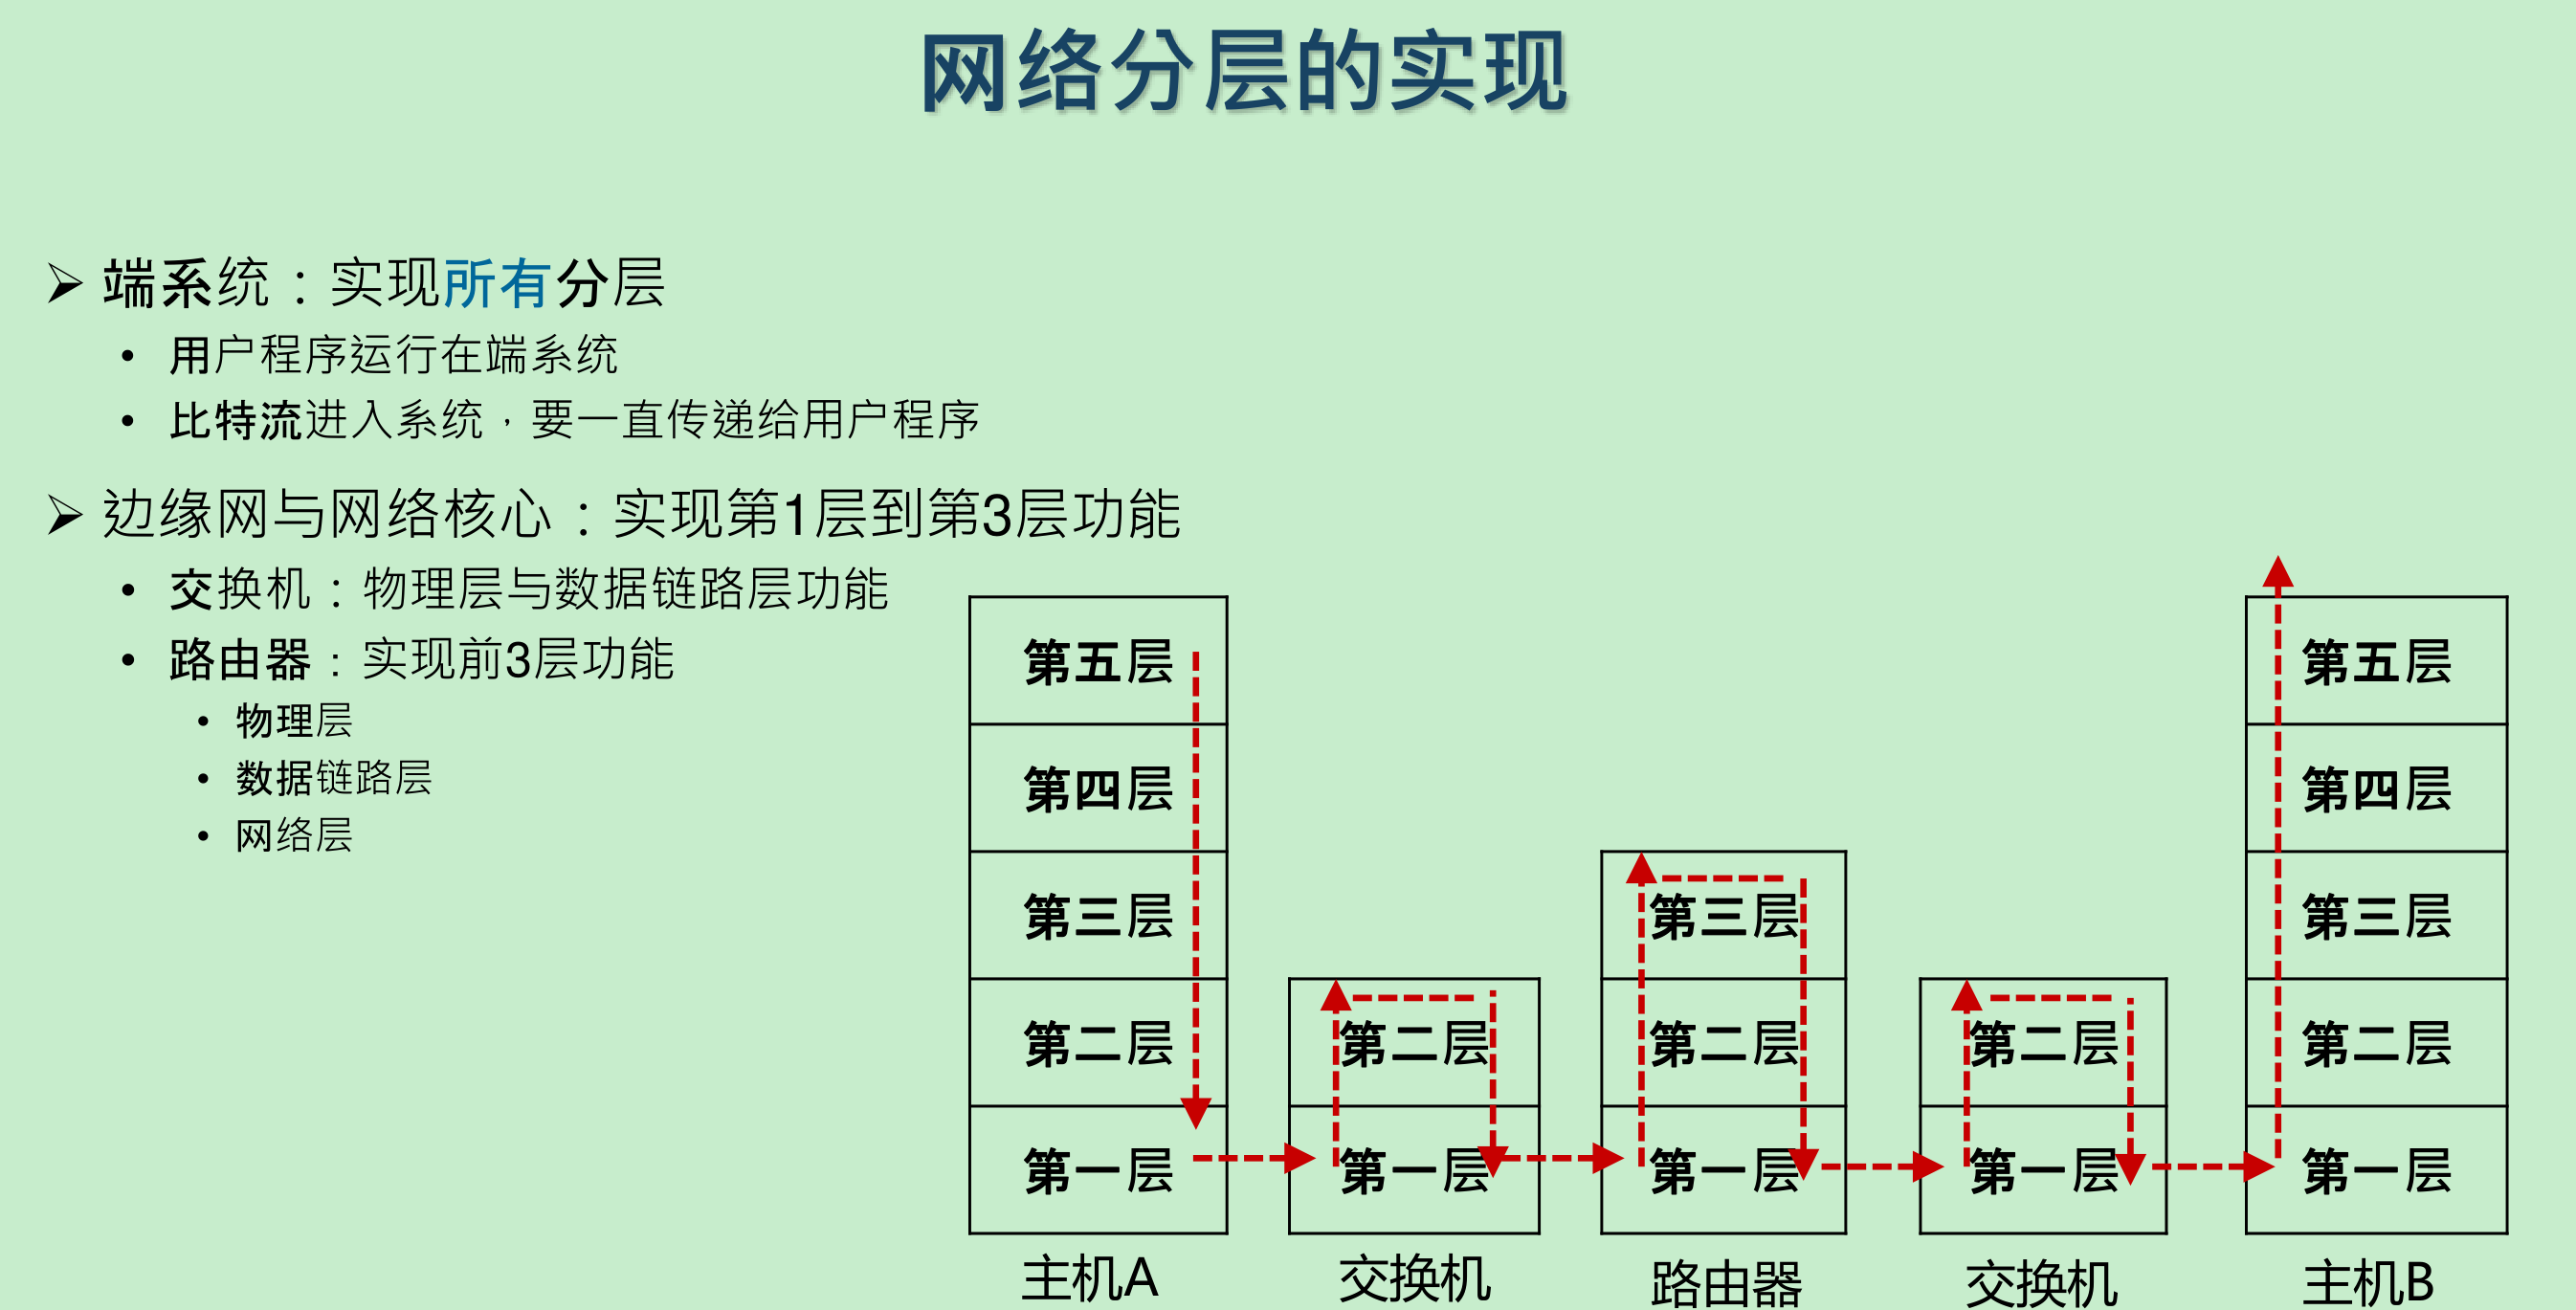 网络分层的实现
端系统：实现所有分层
用户程序运行在端系统
比特流进入系统，要一直传递给用户程序
边缘网与网络核心：实现第1层到第3层功能
交换机：物理层与数据链路层功能
路由器：实现前3层功能
物理层
数据链路层
网络层
第五层
第四层
第三层
第二层
第一层
主机A
第二层
第一层
交换机
第三层
第二层
第一层
路由器
第二层
第一层
交换机
第五层
第四层
第三层
第二层
第一层
主机B